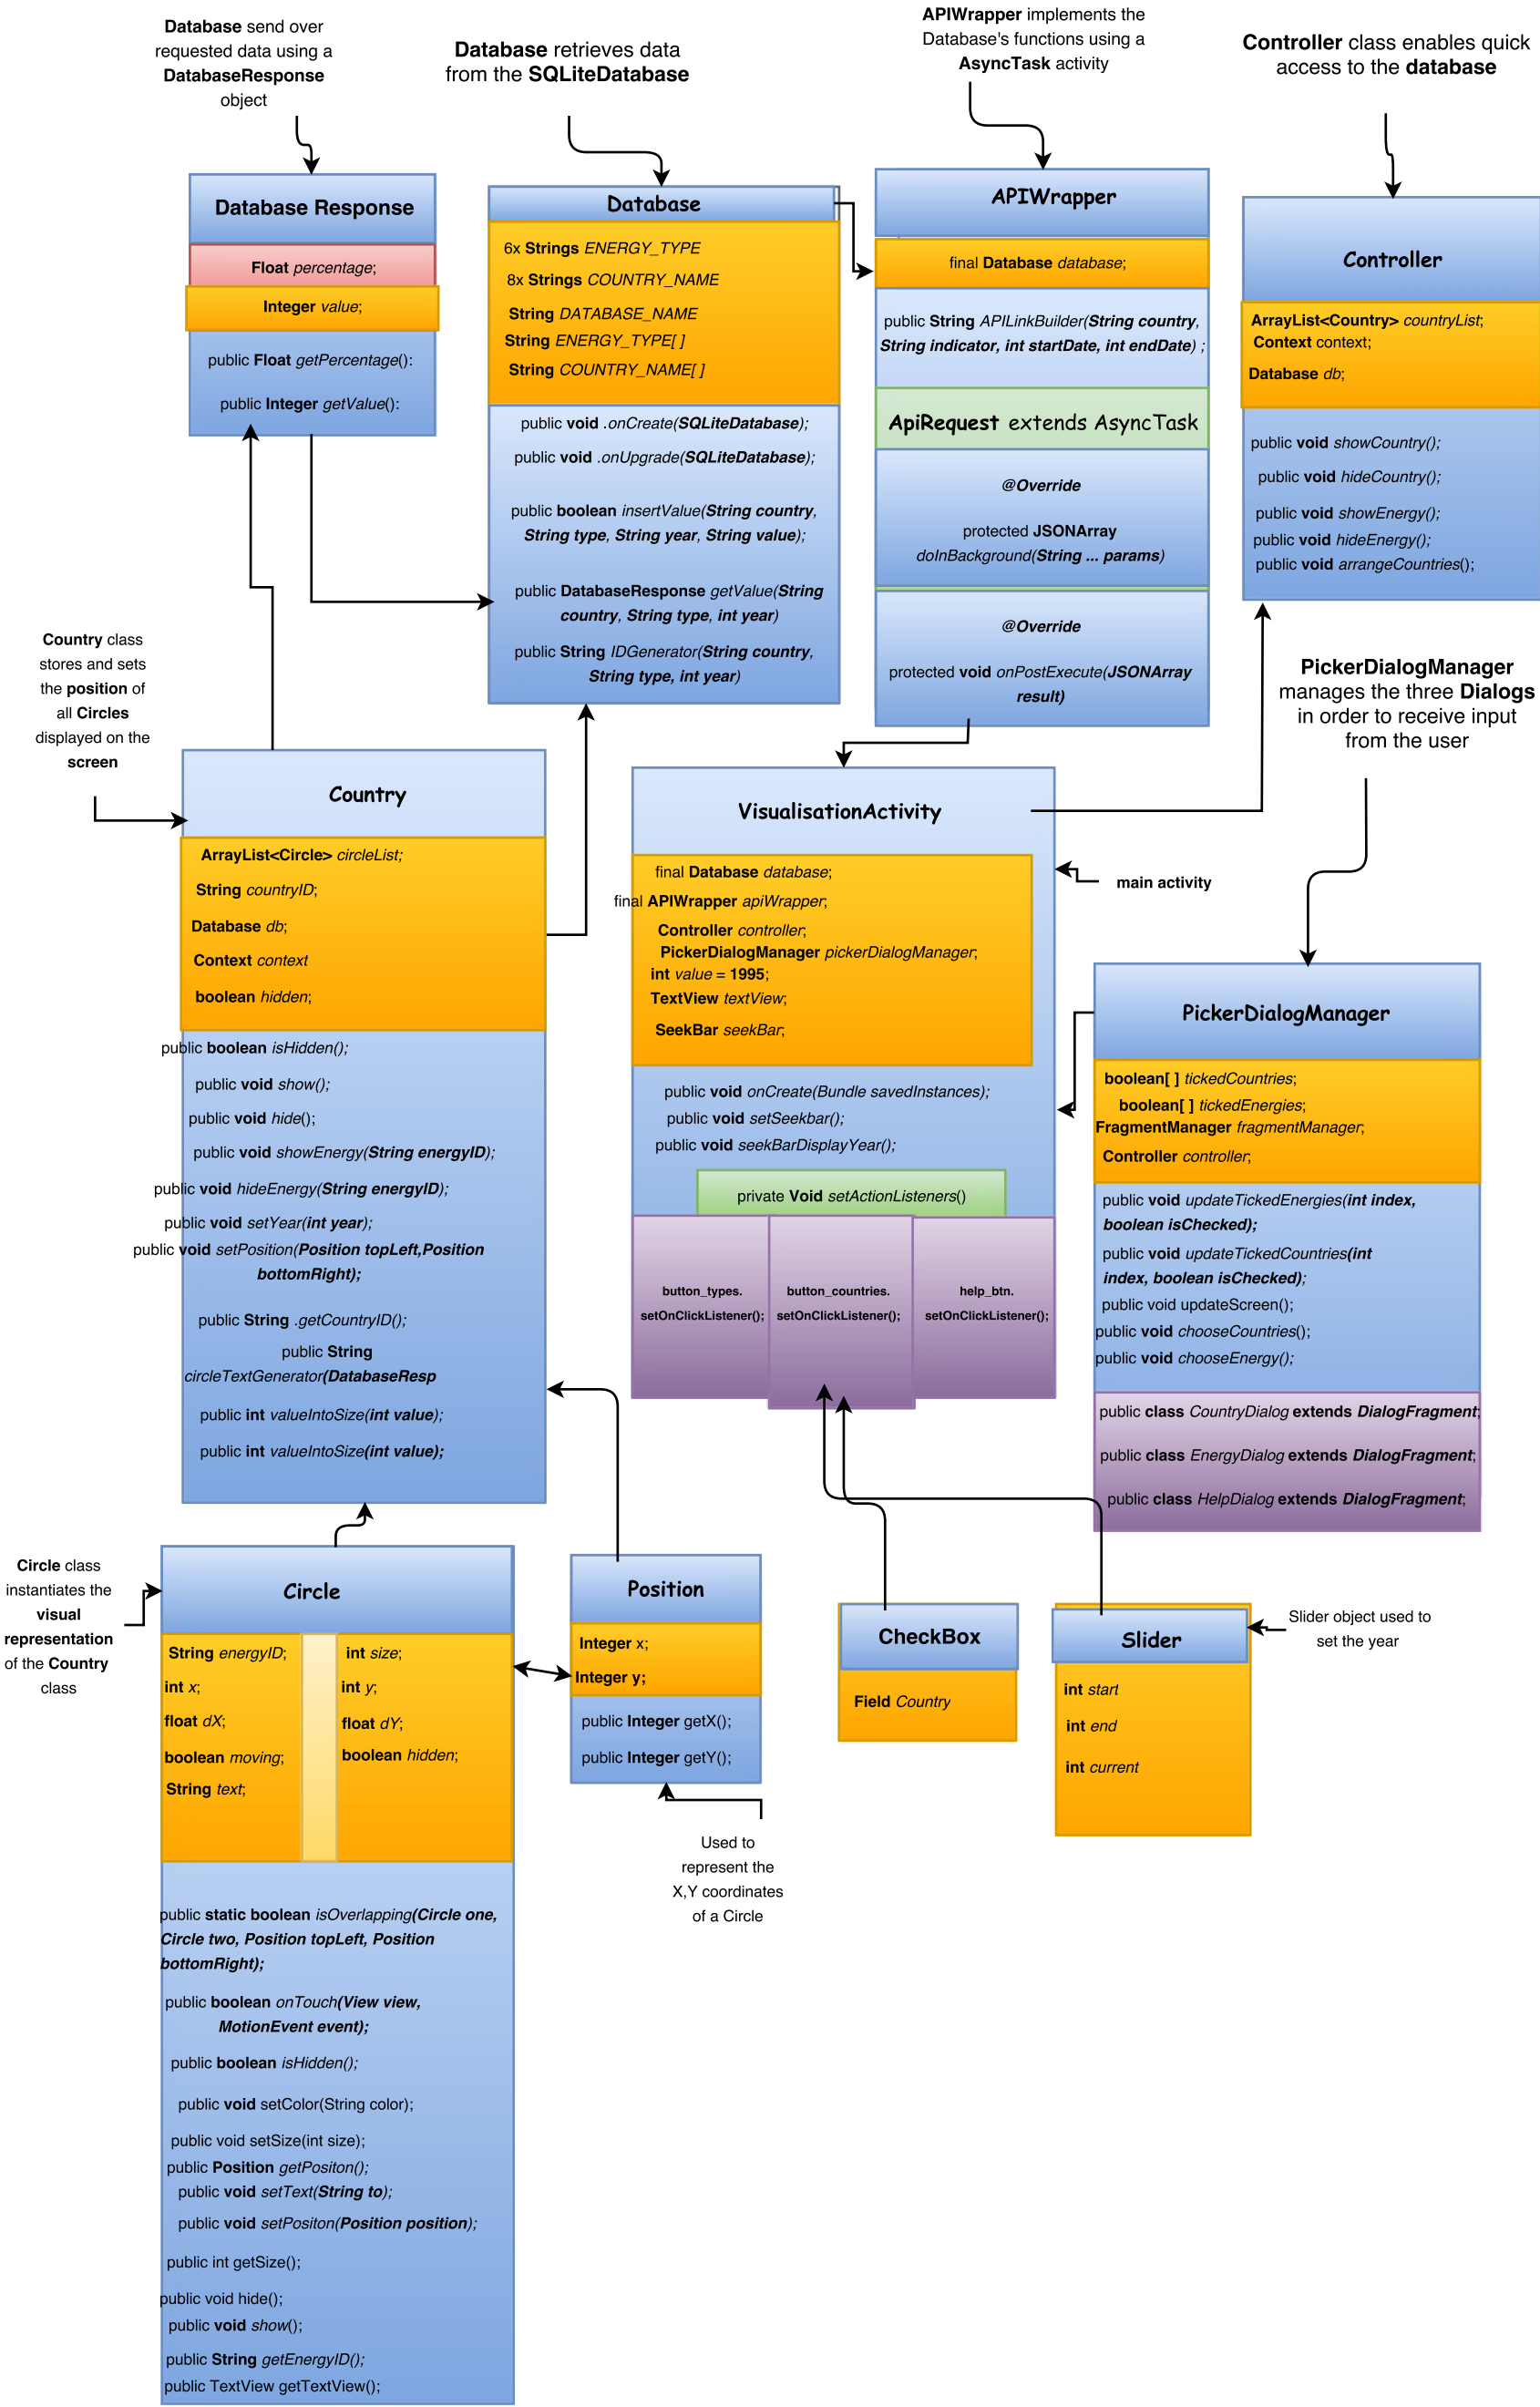 Database send over
requested data using a
DatabaseResponse
object
Database retrieves data
from the SQLiteDatabase
APIWrapper implements the
Database's functions using a
AsyncTask activity
Controller class enables quick
access to the database
Database Response
Float percentage;
Integer value;
public Float getPercentage():
public Integer getValue():
Database
6x Strings ENERGY_TYPE
8x Strings COUNTRY_NAME
String DATABASE_NAME
String ENERGY_TYPE[ ]
String COUNTRY_NAME[ ]
public void .onCreate(SQLiteDatabase);
public void .onUpgrade(SQLiteDatabase);
public boolean insertValue(String country,
String type, String year, String value);
public DatabaseResponse getValue(String
country, String type, int year)
public String IDGenerator(String country,
String type, int year)
APIWrapper
final Database database;
public String APILinkBuilder(String country,
String indicator, int startDate, int endDate) ;
ApiRequest extends AsyncTask
@Override
protected JSONArray
doInBackground(String ... params)
@Override
protected void onPostExecute(JSONArray
result)
Controller
ArrayList<Country> countryList;
Context context;
Database db;
public void showCountry();
public void hideCountry();
public void showEnergy();
public void hideEnergy();
public void arrangeCountries();
Country class
stores and sets
the position of
all Circles
displayed on the
screen
PickerDialogManager
manages the three Dialogs
in order to receive input
from the user
Country
ArrayList<Circle> circleList;
String countryID;
Database db;
Context context
boolean hidden;
public boolean isHidden();
public void show();
public void hide();
public void showEnergy(String energyID);
public void hideEnergy(String energyID);
public void setYear(int year);
public void setPosition(Position topLeft,Position
bottomRight);
public String .getCountryID();
public String
circleTextGenerator(DatabaseResp
public int valueIntoSize(int value);
public int valueIntoSize(int value);
VisualisationActivity
final Database database;
final APIWrapper apiWrapper;
Controller controller;
PickerDialogManager pickerDialogManager;
int value = 1995;
TextView textView;
SeekBar seekBar;
public void onCreate(Bundle savedInstances);
public void setSeekbar();
public void seekBarDisplayYear();
private Void setActionListeners()
button_types.
setOnClickListener();
button_countries.
setOnClickListener();
help_btn.
setOnClickListener();
main activity
PickerDialogManager
boolean[ ] tickedCountries;
boolean[ ] tickedEnergies;
FragmentManager fragmentManager;
Controller controller;
public void updateTickedEnergies(int index,
boolean isChecked);
public void updateTickedCountries(int
index, boolean isChecked);
public void updateScreen();
public void chooseCountries();
public void chooseEnergy();
public class CountryDialog extends DialogFragment;
public class EnergyDialog extends DialogFragment;
public class HelpDialog extends DialogFragment;
Circle class
instantiates the
visual
representation
of the Country
class
Circle
String energyID;
int size;
int x;
int y;
float dX;
float dY;
boolean moving;
boolean hidden;
String text;
public static boolean isOverlapping(Circle one,
Circle two, Position topLeft, Position
bottomRight);
public boolean onTouch(View view,
MotionEvent event);
public boolean isHidden();
public void setColor(String color);
public void setSize(int size);
public Position getPositon();
public void setText(String to);
public void setPositon(Position position);
public int getSize();
public void hide();
public void show();
public String getEnergyID();
public TextView getTextView();
Position
Integer x;
Integer y;
public Integer getX();
public Integer getY();
Used to
represent the
X,Y coordinates
of a Circle
CheckBox
Field Country
Slider
int start
int end
int current
Slider object used to
set the year